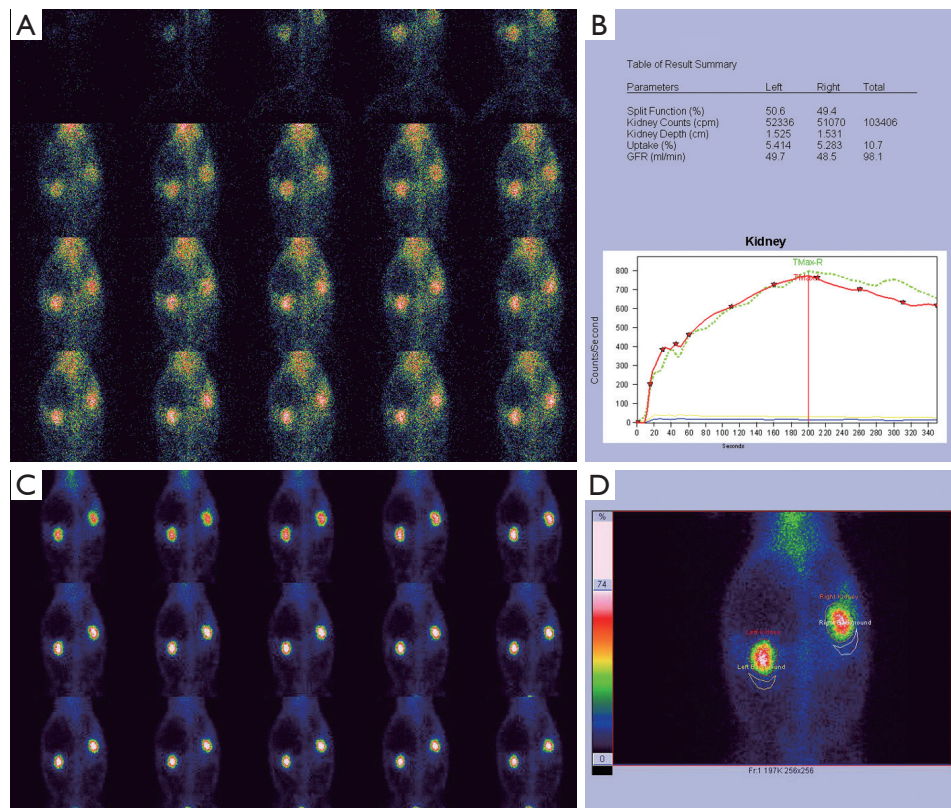 A
B
Table of Result Summary
Parameters Left Right Total
Split Function (%) 50.6 49.4
Kidney Counts (cpm) 52336 51070 103406
Kidney Depth (cm) 1.525 1.531
Uptake (%) 5.414 5.283 10.7
GFR (ml/min) 49.7 48.5 98.1
Kidney
TMax-R
Counts/Second
800
700
600
500
400
300
200
100
0
0 20 40 60 80 100 120 140 160 180 200 220 240 260 280 300 320 340
Seconds
C
D
%
74
0
Right Kidney
Right Background
Left Kidney
Left Background
Fr:1 197K 256x256